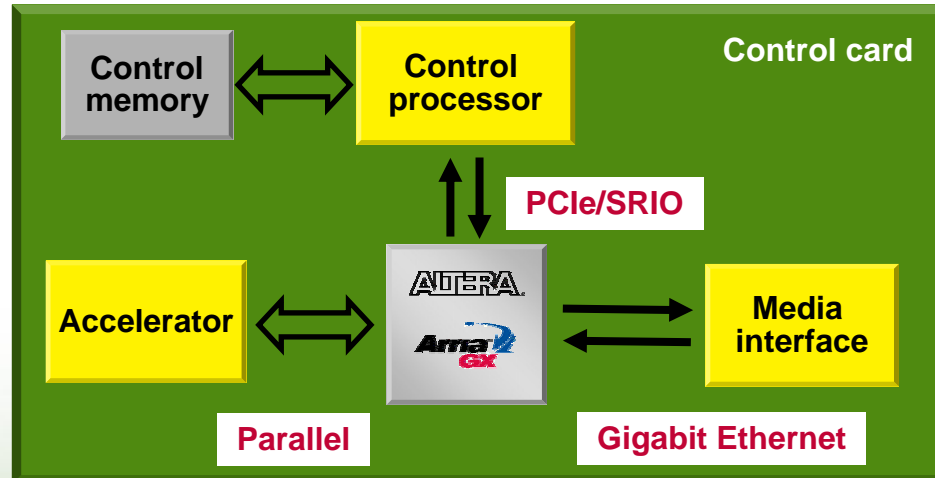 Control card
Control
memory
Control
processor
PCIe/SRIO
Accelerator
ALTERA
Arria
GX
Media
interface
Parallel
Gigabit Ethernet